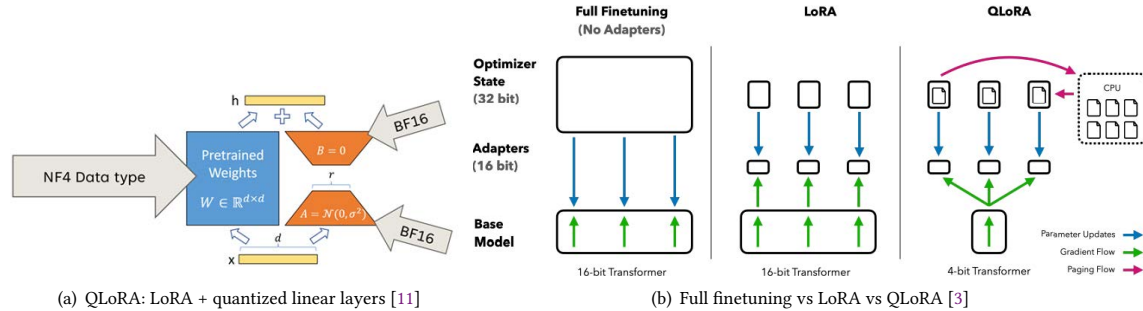 h
BF16
Pretrained
Weights
W ∈ ℝ^{d×d}
B = 0
r
NF4 Data type
A = 𝒩(0, σ²)
BF16
d
x
(a) QLoRA: LoRA + quantized linear layers [11]
Full Finetuning
(No Adapters)
LoRA
QLoRA
Optimizer
State
(32 bit)
CPU
Adapters
(16 bit)
Base
Model
Parameter Updates
Gradient Flow
Paging Flow
16-bit Transformer
16-bit Transformer
4-bit Transformer
(b) Full finetuning vs LoRA vs QLoRA [3]